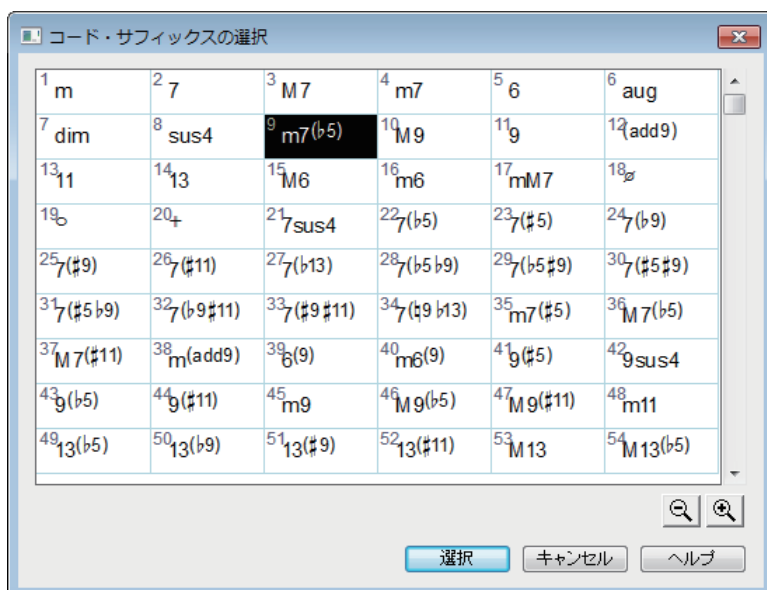 コード・サフィックスの選択
1 m 2 7 3 M7 4 m7 5 6 6 aug
7 dim 8 sus4 9 m7(♭5) 10 M9 11 9 12 (add9)
13 11 14 13 15 M6 16 m6 17 mM7 18 ø
19 o 20 + 21 7sus4 22 7(♭5) 23 7(♯5) 24 7(♭9)
25 7(♯9) 26 7(♯11) 27 7(♭13) 28 7(♭5♭9) 29 7(♭5♯9) 30 7(♯5♯9)
31 7(♯5♭9) 32 7(♭9♯11) 33 7(♯9♯11) 34 7(♮9♭13) 35 m7(♯5) 36 M7(♭5)
37 M7(♯11) 38 m(add9) 39 6(9) 40 m6(9) 41 9(♯5) 42 9sus4
43 9(♭5) 44 9(♯11) 45 m9 46 M9(♭5) 47 M9(♯11) 48 m11
49 13(♭5) 50 13(♭9) 51 13(♯9) 52 13(♯11) 53 M13 54 M13(♭5)
選択 キャンセル ヘルプ